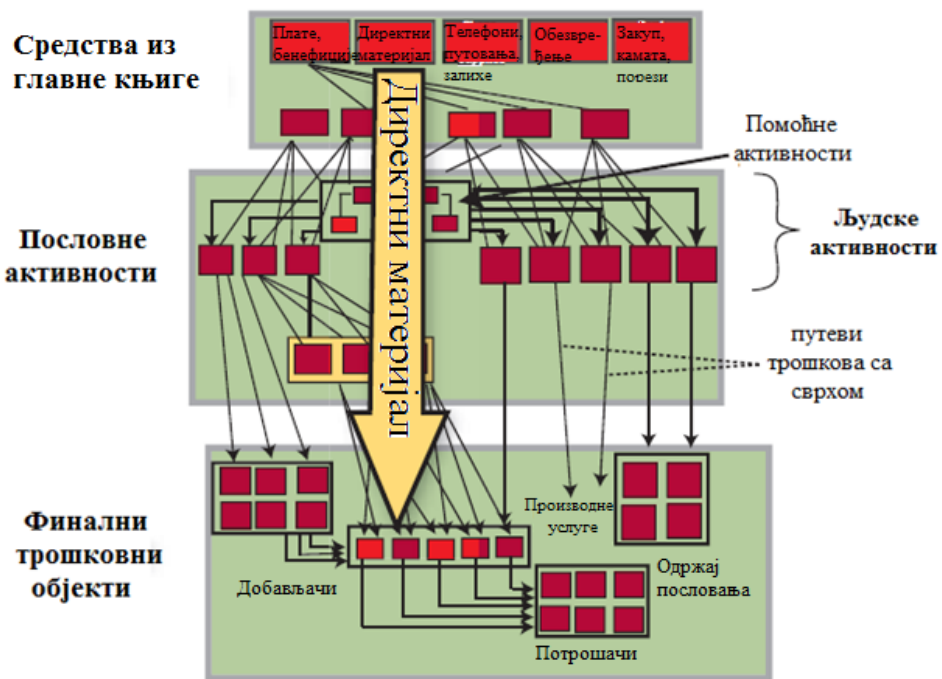 Средства из
главне књиге
Плате,
бенефиције
Директни
материјал
Телефони,
путовања,
залихе
Обезвре-
ђење
Закуп,
камата,
порези
Директни материјал
Помоћне
активности
Пословне
активности
Људске
активности
путеви
трошкова са
сврхом
Финални
трошковни
објекти
Производне
услуге
Добављачи
Одржај
пословања
Потрошачи